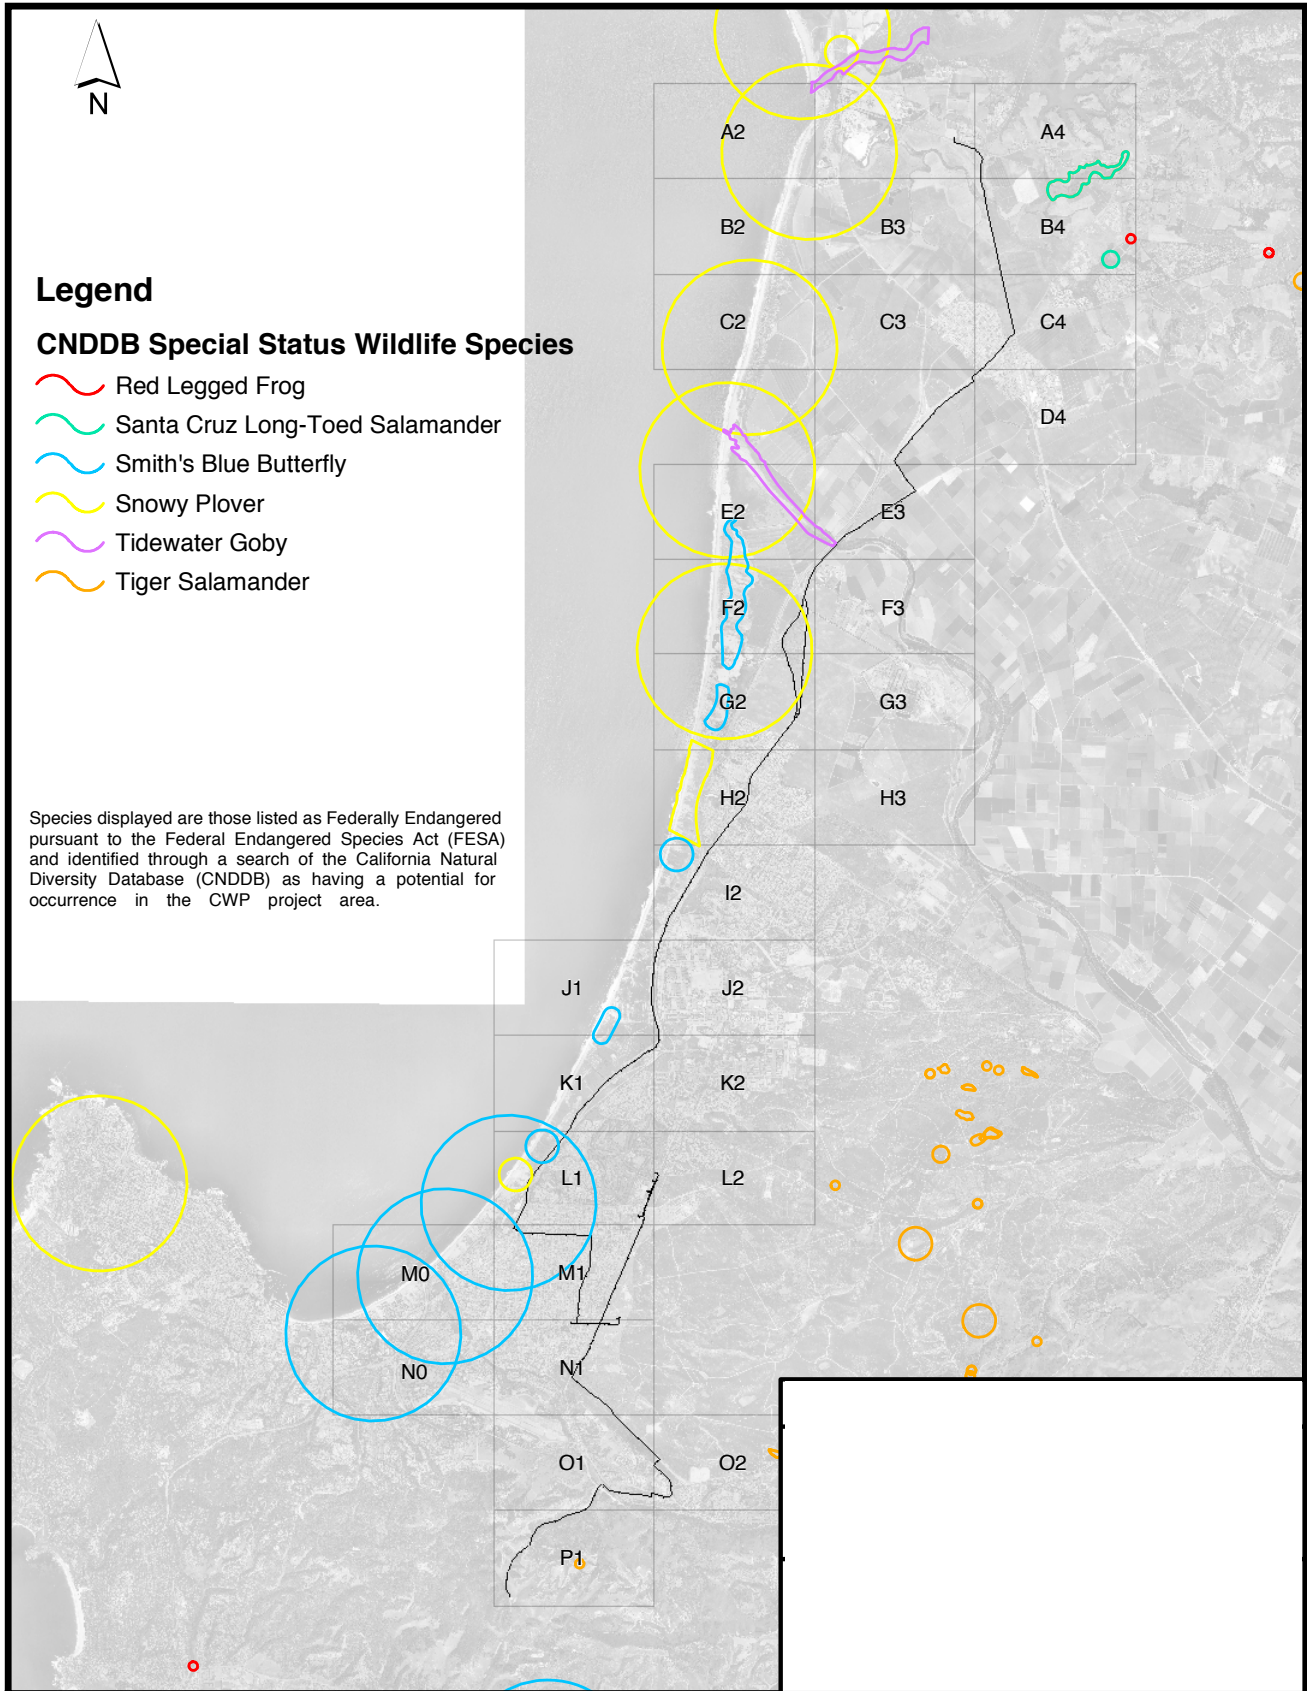 N
Legend
CNDDB Special Status Wildlife Species
Red Legged Frog
Santa Cruz Long-Toed Salamander
Smith's Blue Butterfly
Snowy Plover
Tidewater Goby
Tiger Salamander
Species displayed are those listed as Federally Endangered
pursuant to the Federal Endangered Species Act (FESA)
and identified through a search of the California Natural
Diversity Database (CNDDB) as having a potential for
occurrence in the CWP project area.
A2
A4
B2
B3
B4
C2
C3
C4
D4
E2
E3
F2
F3
G2
G3
H2
H3
I2
J1
J2
K1
K2
L1
L2
M0
M1
N0
N1
O1
O2
P1